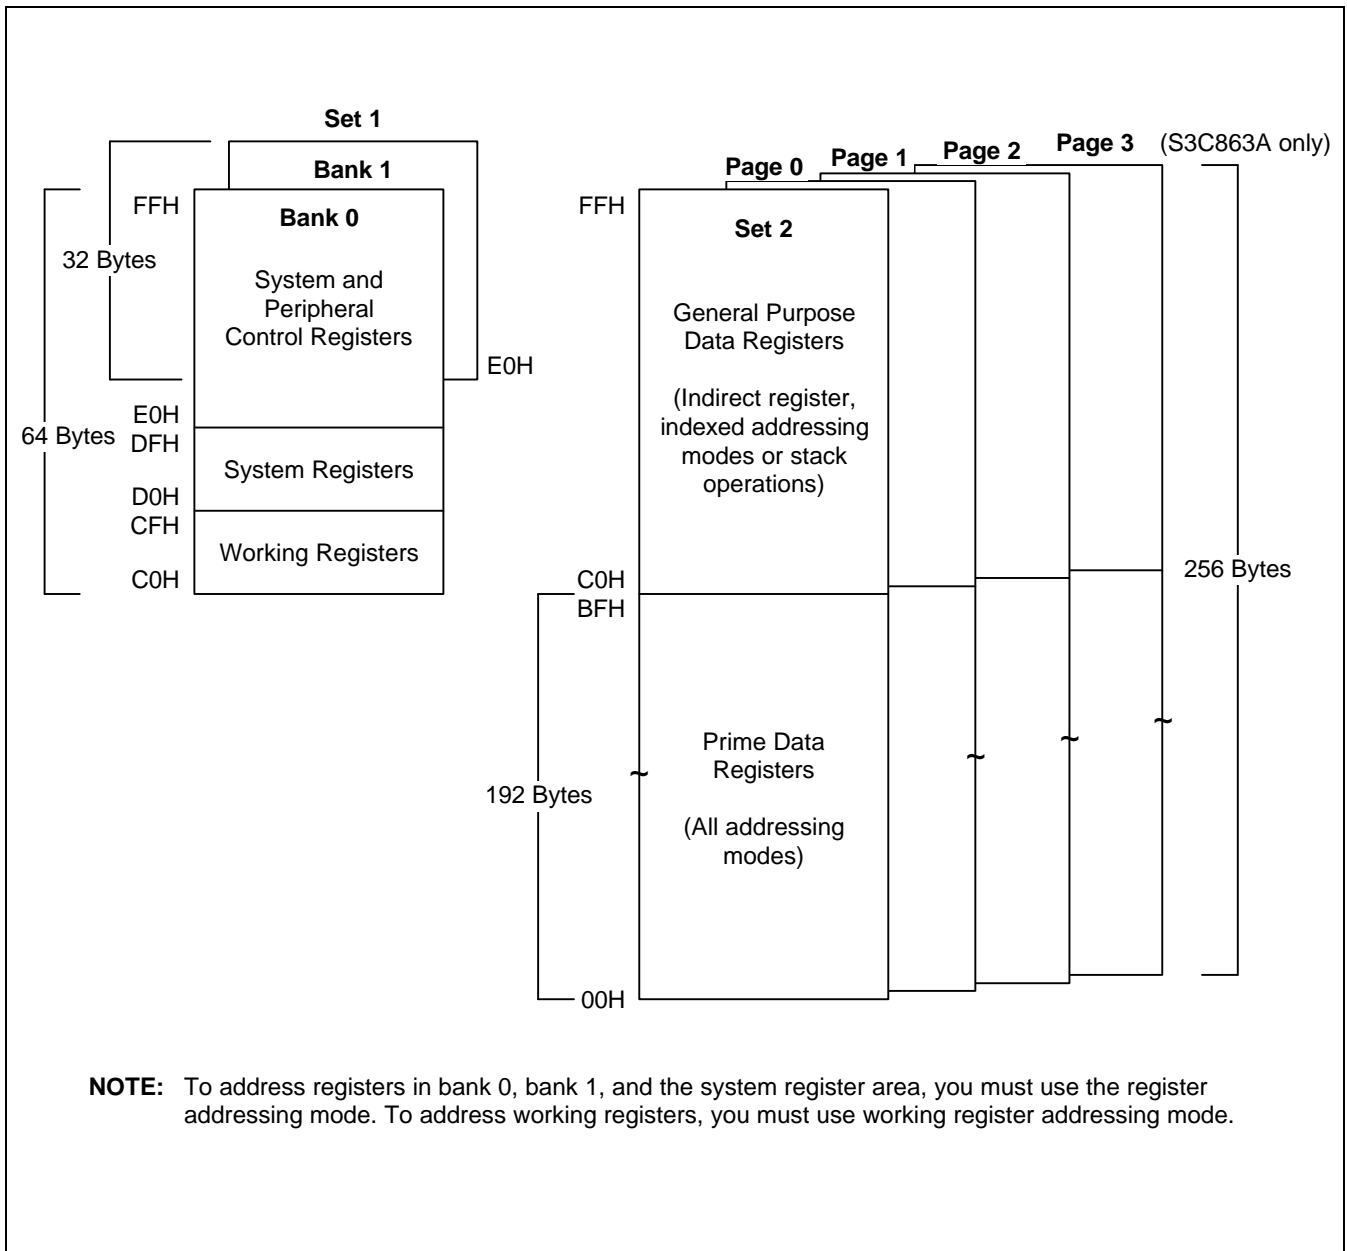 Set 1
Bank 1
Bank 0
FFH
32 Bytes
System and
Peripheral
Control Registers
E0H
E0H
64 Bytes
DFH
System Registers
D0H
CFH
Working Registers
C0H
Page 0
Page 1
Page 2
Page 3
(S3C863A only)
FFH
Set 2
General Purpose
Data Registers
(Indirect register,
indexed addressing
modes or stack
operations)
C0H
BFH
256 Bytes
~
Prime Data
Registers
~
~
~
192 Bytes
(All addressing
modes)
00H
NOTE: To address registers in bank 0, bank 1, and the system register area, you must use the register
addressing mode. To address working registers, you must use working register addressing mode.